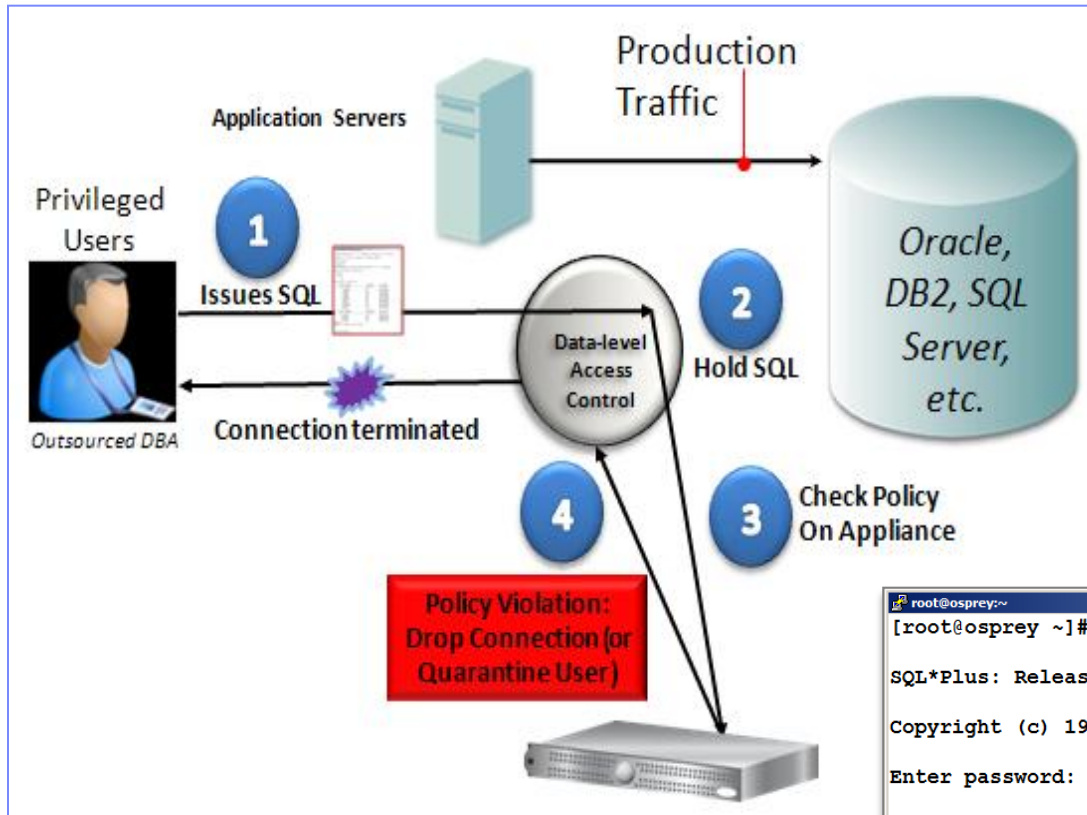 Production
Traffic
Application Servers
Privileged
Users
1
Issues SQL
Oracle,
DB2, SQL
Server,
etc.
2
Hold SQL
Data-level
Access
Control
Connection terminated
Outsourced DBA
4
3
Check Policy
On Appliance
Policy Violation:
Drop Connection (or
Quarantine User)
root@osprey:~
[root@osprey ~]#
SQL*Plus: Releas
Copyright (c) 19
Enter password: